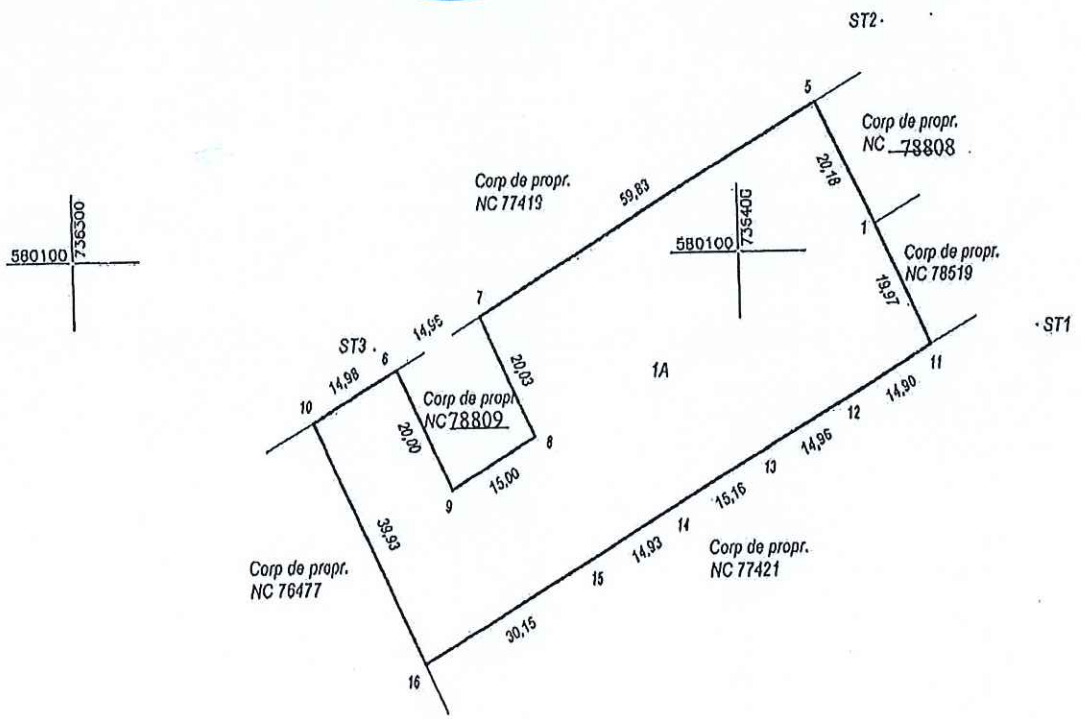 ST2
5
Corp de propr.
NC 78808
20,18
Corp de propr.
NC 77419
59,83
580100
736300
580100
736400
1
Corp de propr.
NC 78519
19,97
7
14,96
ST3
6
14,98
10
20,03
1A
ST1
11
14,90
12
Corp de propr
NC 78809
20,00
8
14,96
13
15,00
9
15,16
14
39,93
14,93
Corp de propr.
NC 77421
Corp de propr.
NC 76477
15
30,15
16